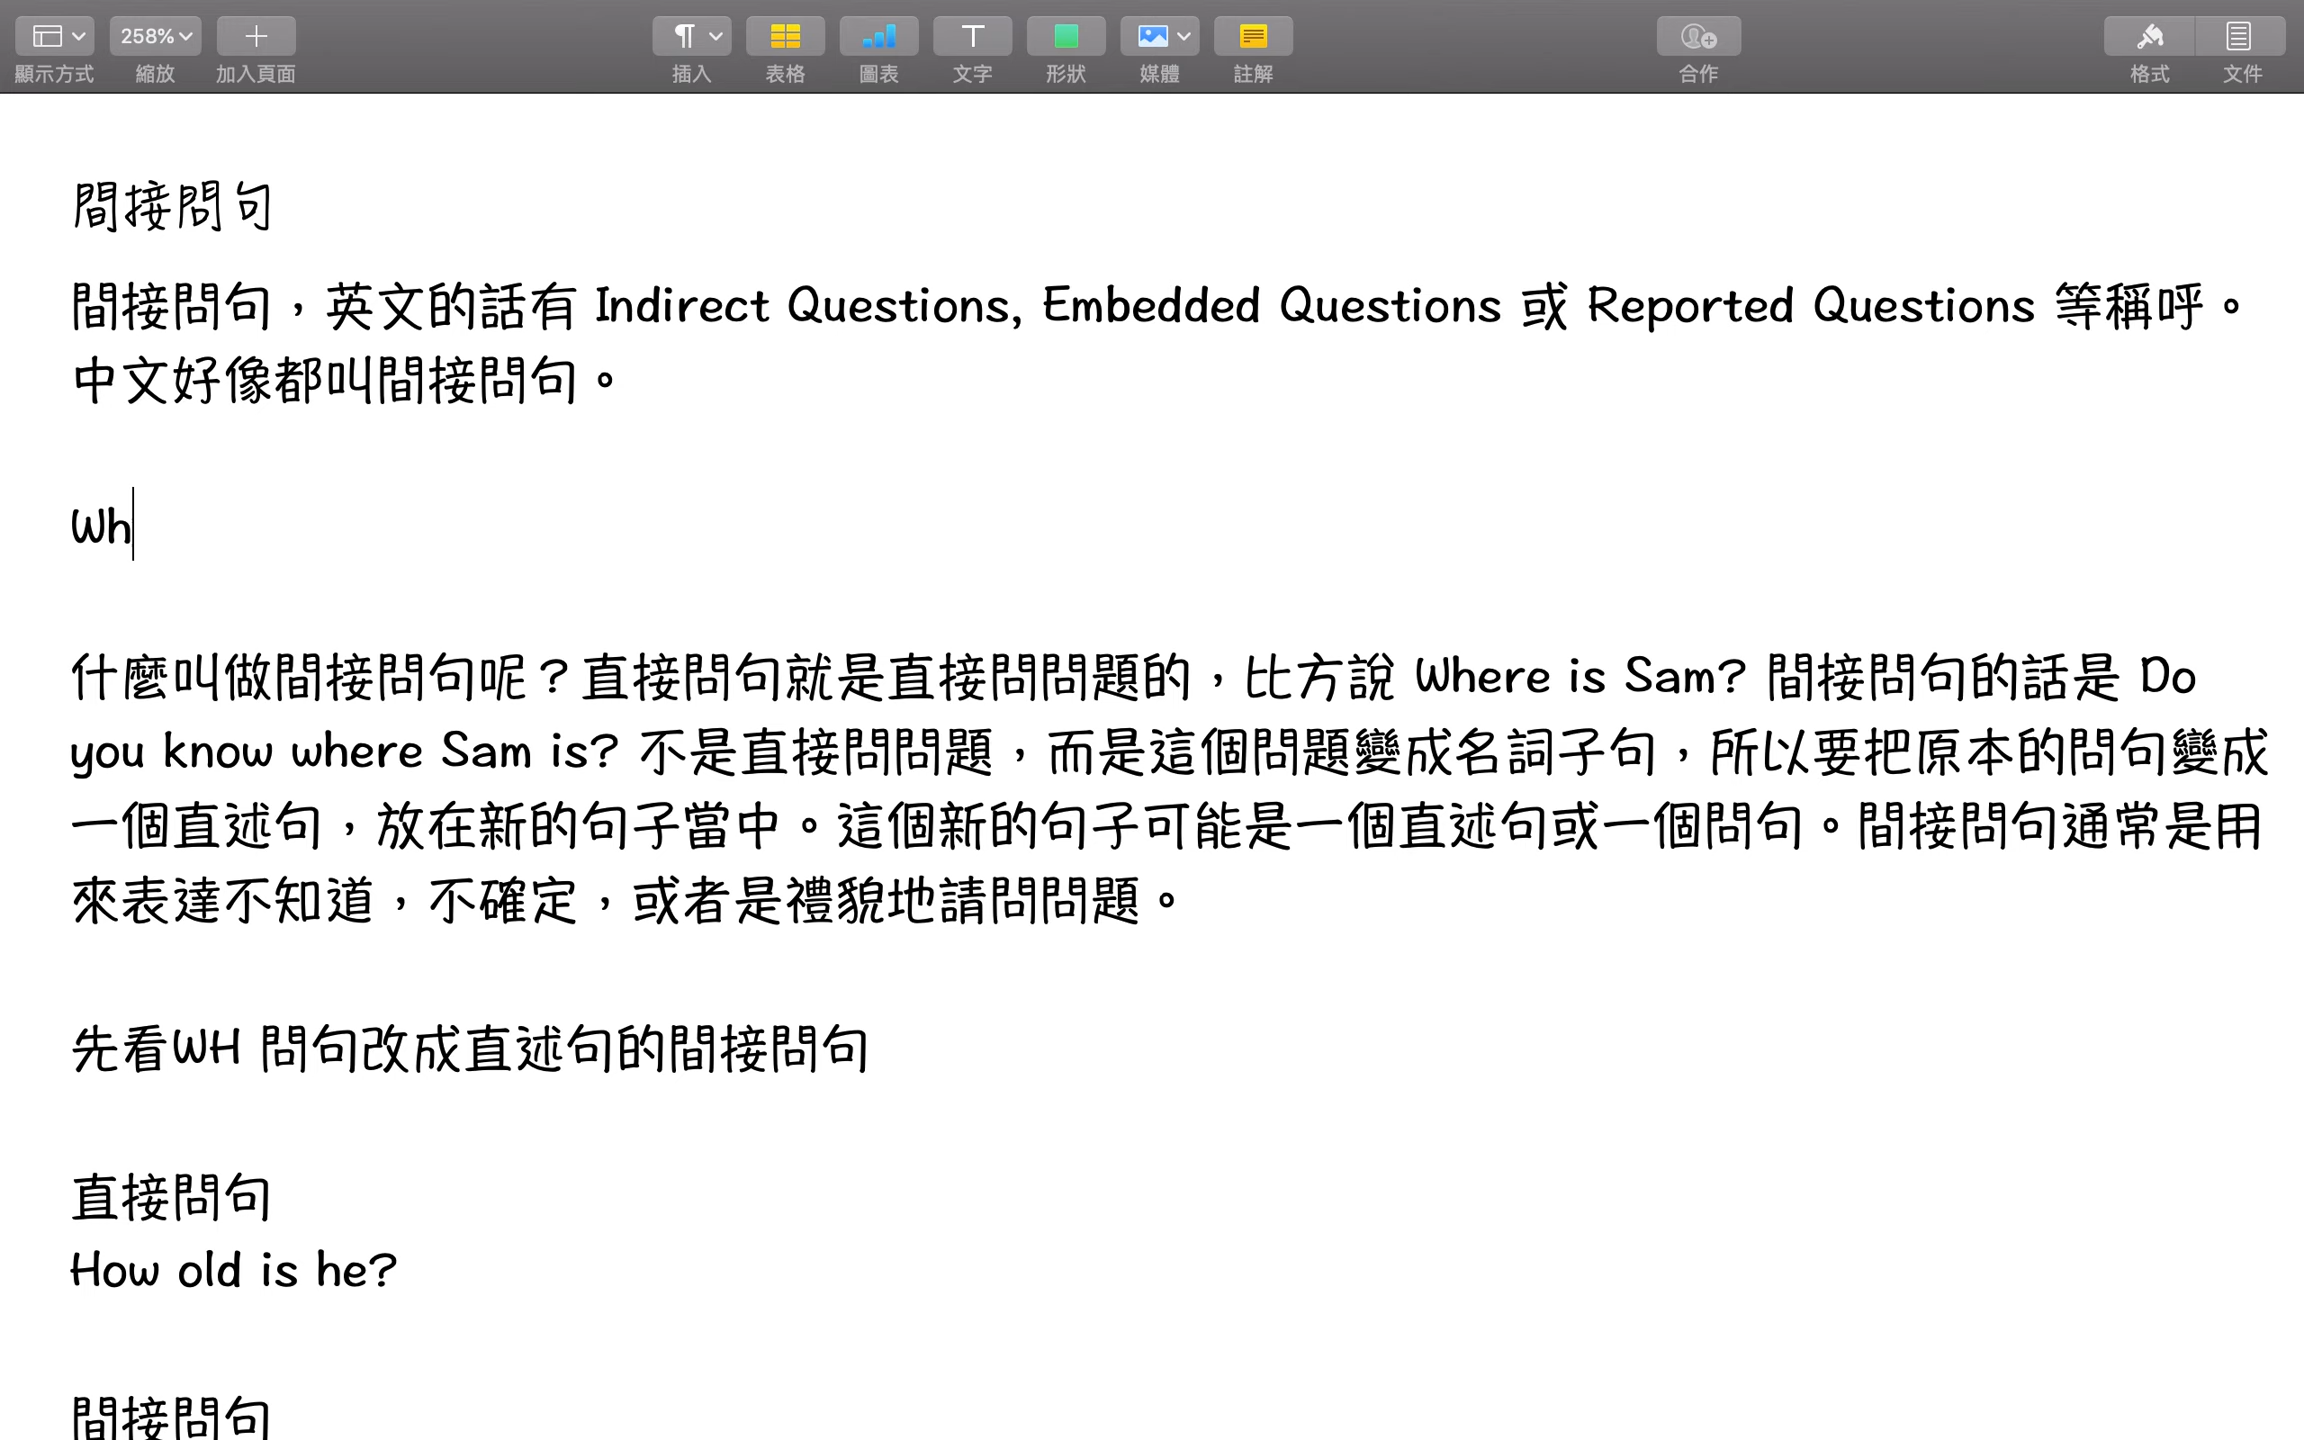 258%
顯示方式 縮放 加入頁面 插入 表格 圖表 文字 形狀 媒體 註解 合作 格式 文件
間接問句
間接問句，英文的話有 Indirect Questions, Embedded Questions 或 Reported Questions 等稱呼。
中文好像都叫間接問句。
Wh
什麼叫做間接問句呢？直接問句就是直接問問題的，比方說 Where is Sam? 間接問句的話是 Do
you know where Sam is? 不是直接問問題，而是這個問題變成名詞子句，所以要把原本的問句變成
一個直述句，放在新的句子當中。這個新的句子可能是一個直述句或一個問句。間接問句通常是用
來表達不知道，不確定，或者是禮貌地請問問題。
先看WH 問句改成直述句的間接問句
直接問句
How old is he?
間接問句